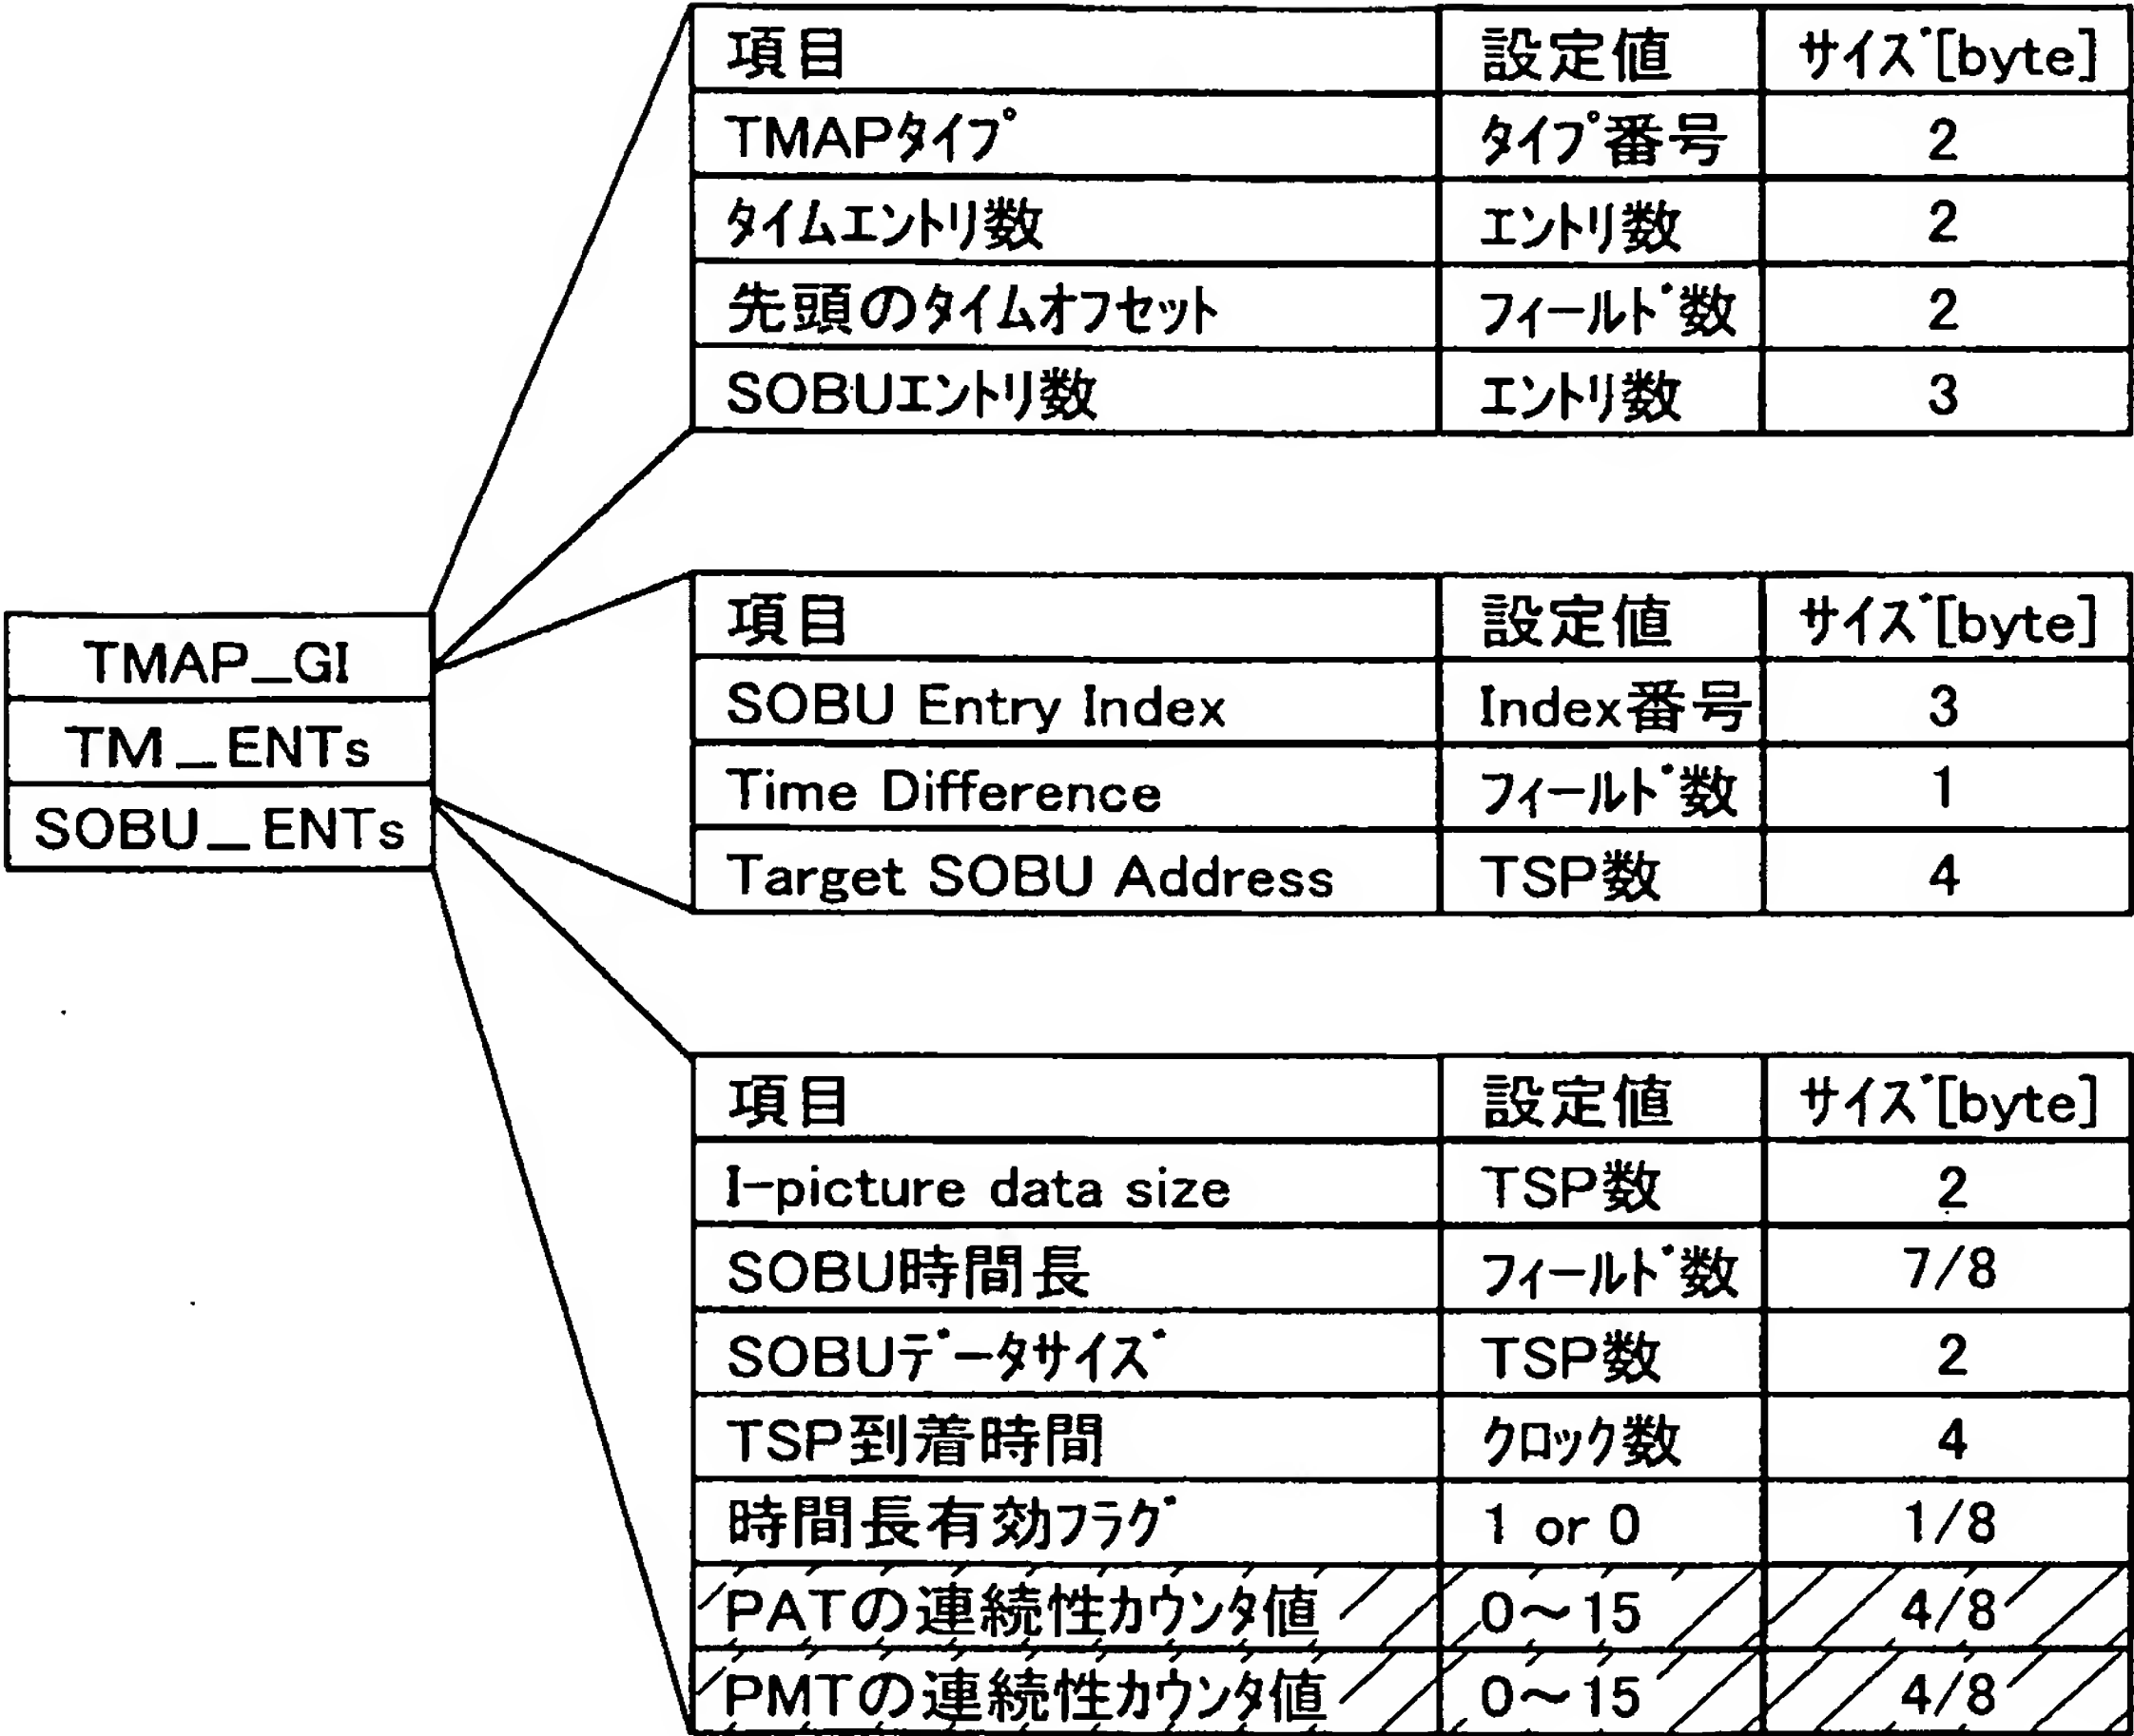 項目 設定値 サイズ[byte]
TMAPタイプ タイプ番号 2
タイムエントリ数 エントリ数 2
先頭のタイムオフセット フィールド数 2
SOBUエントリ数 エントリ数 3
TMAP_GI
TM_ENTs
SOBU_ENTs
項目 設定値 サイズ[byte]
SOBU Entry Index Index番号 3
Time Difference フィールド数 1
Target SOBU Address TSP数 4
項目 設定値 サイズ[byte]
I-picture data size TSP数 2
SOBU時間長 フィールド数 7/8
SOBUデータサイズ TSP数 2
TSP到着時間 クロック数 4
時間長有効フラグ 1 or 0 1/8
PATの連続性カウンタ値 0～15 4/8
PMTの連続性カウンタ値 0～15 4/8